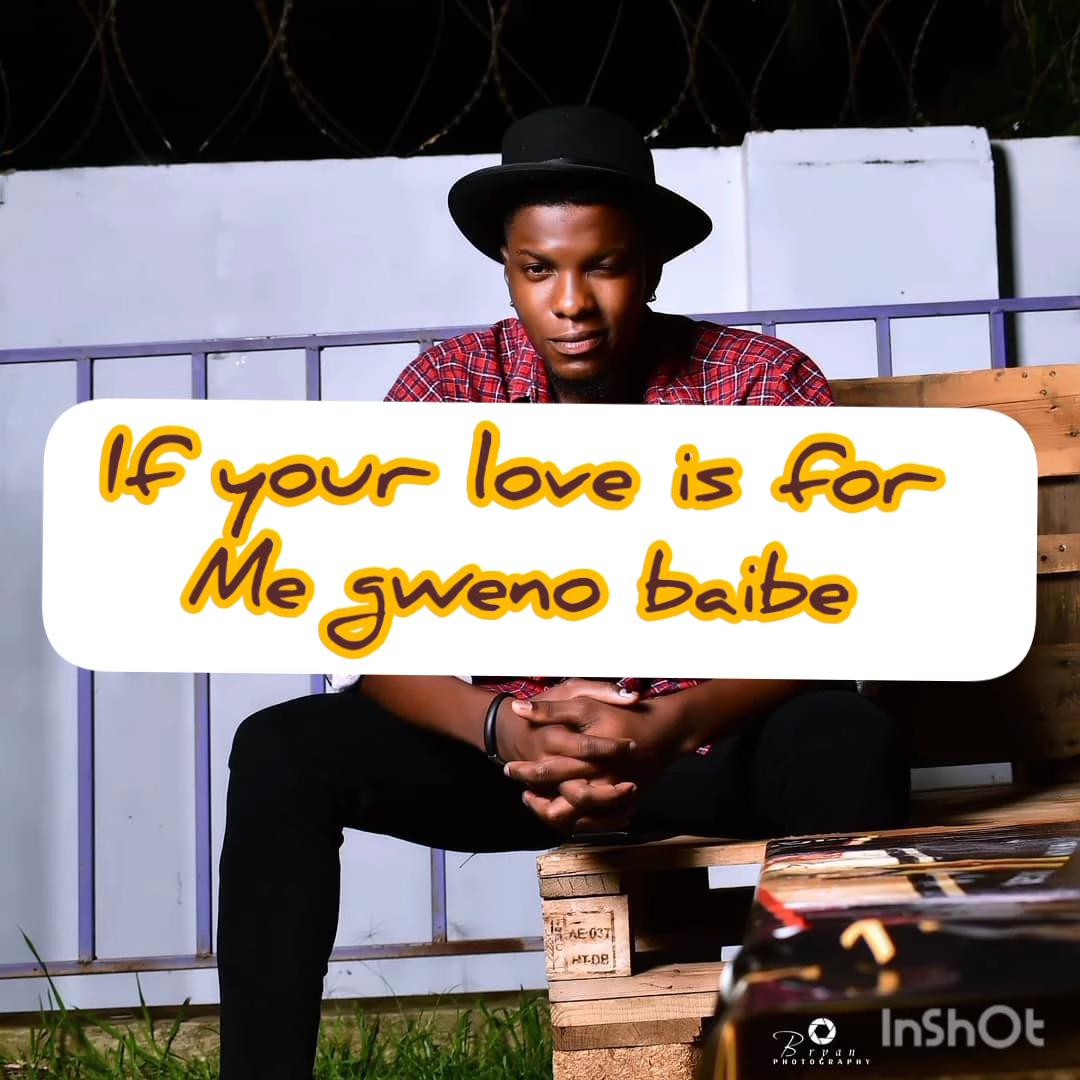 If your love is for
Me gweno baibe
AE-037
HT-DB
Bryan
PHOTOGRAPHY
InShOt